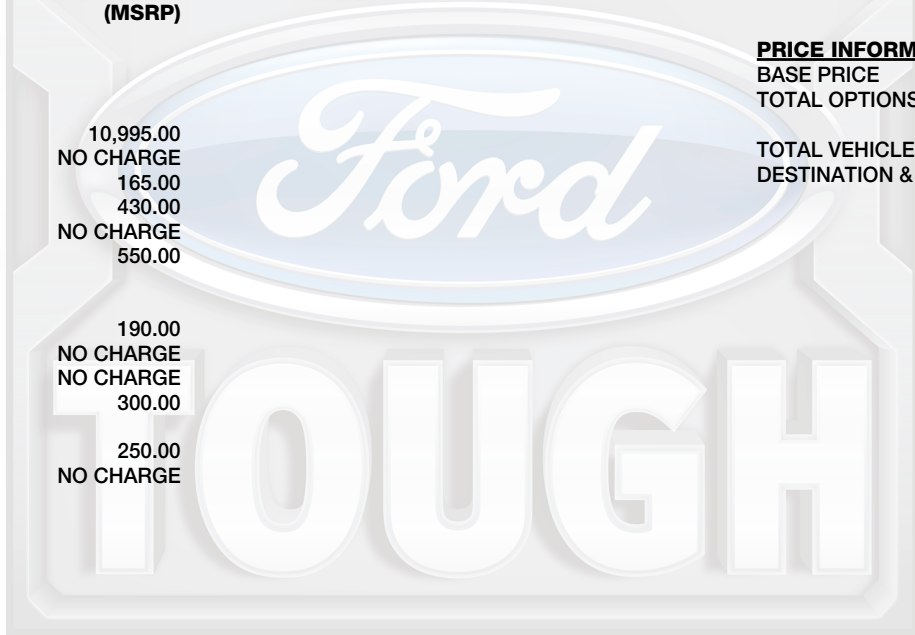 (MSRP)
10,995.00
NO CHARGE
165.00
430.00
NO CHARGE
550.00
190.00
NO CHARGE
NO CHARGE
300.00
250.00
NO CHARGE
PRICE INFORM
BASE PRICE
TOTAL OPTIONS
TOTAL VEHICLE
DESTINATION &
Ford
TOUGH